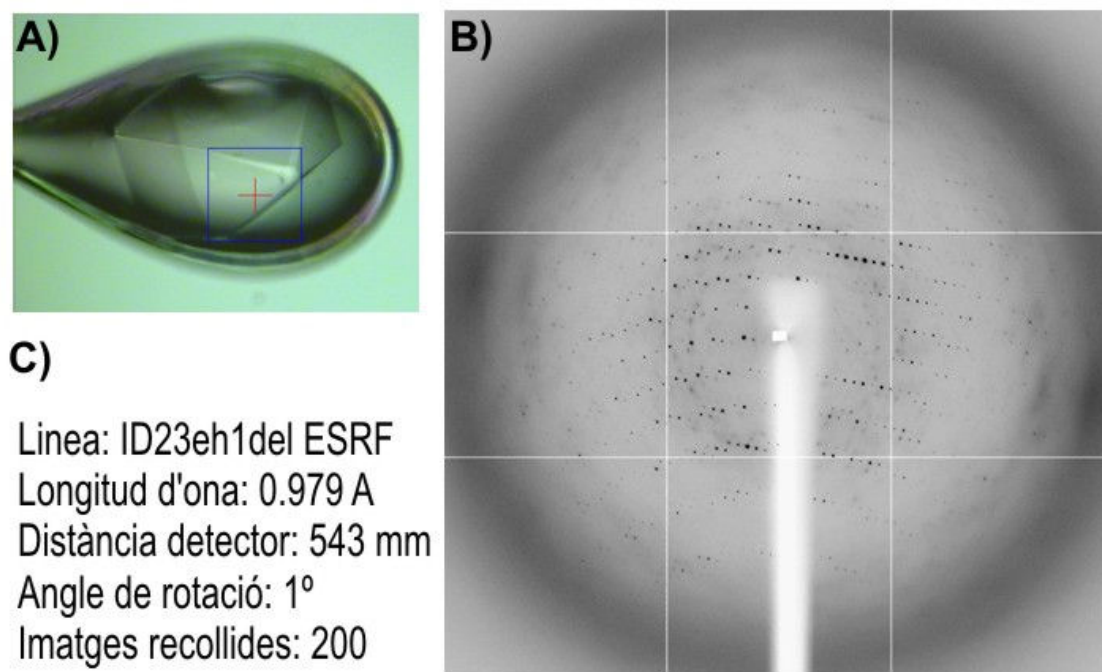 A)
B)
C)
Linea: ID23eh1del ESRF
Longitud d'ona: 0.979 A
Distància detector: 543 mm
Angle de rotació: 1º
Imatges recollides: 200